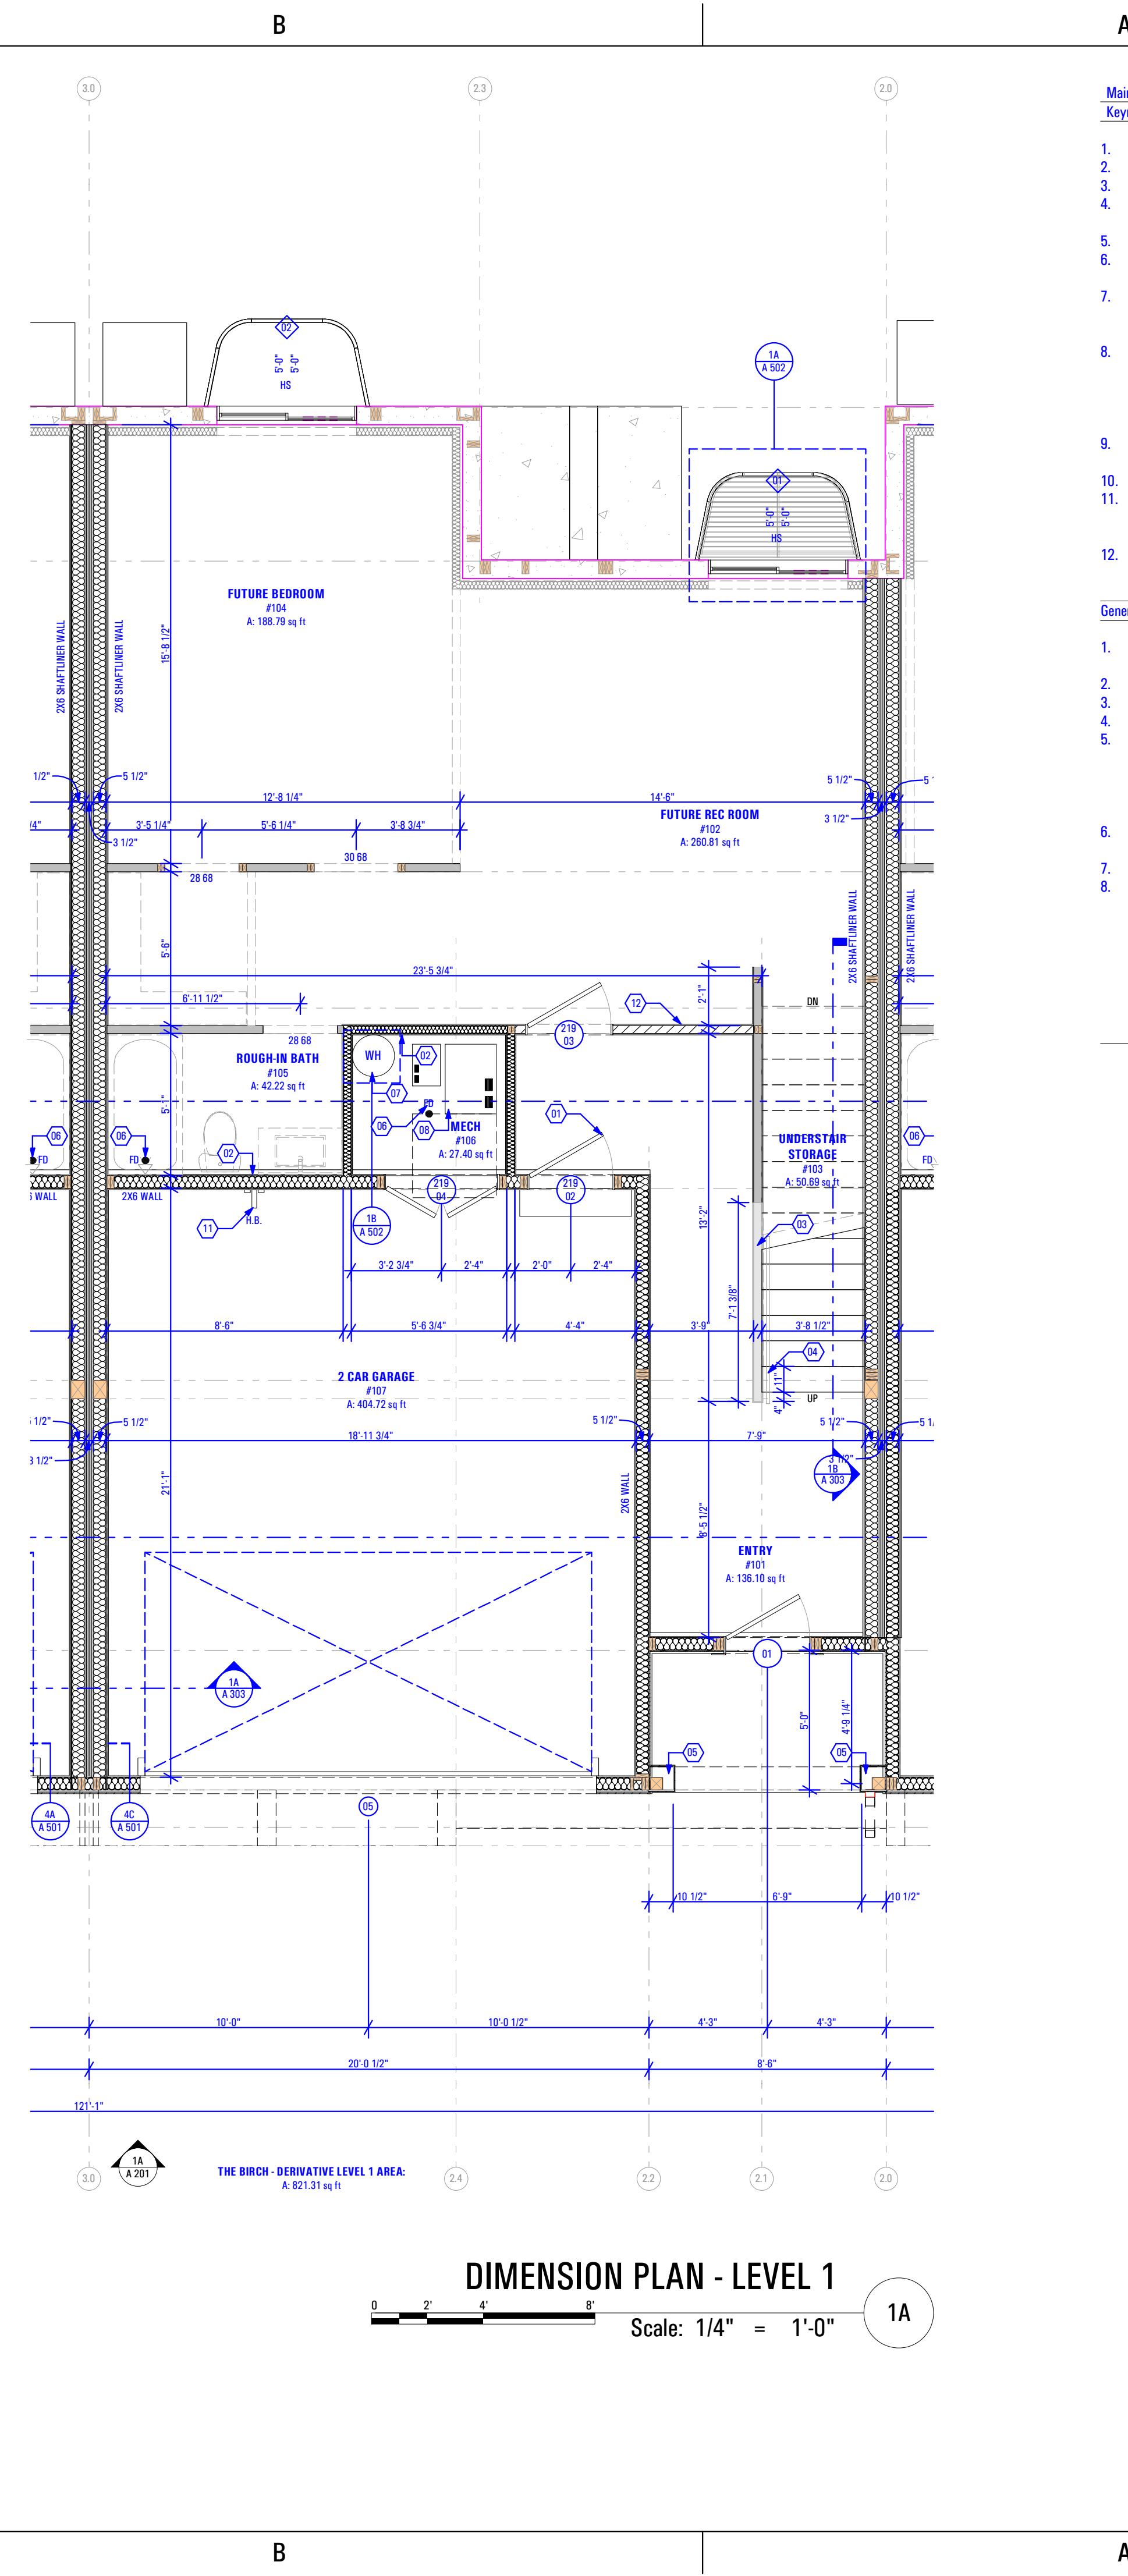 B
A
3.0
2.3
2.0
Main
1.
2.
3.
4.
5.
6.
7.
8.
9.
10.
11.
12.
1.
2.
3.
4.
5.
6.
7.
8.
02
5'-0"
5'-0"
HS
1A
A 502
01
5'-0"
5'-0"
HS
FUTURE BEDROOM
#104
A: 188.79 sq ft
2X6 SHAFTLINER WALL
2X6 SHAFTLINER WALL
15'-8 1/2"
1/2"
5 1/2"
5 1/2"
12'-8 1/4"
14'-6"
FUTURE REC ROOM
#102
A: 260.81 sq ft
3 1/2"
3'-5 1/4"
5'-6 1/4"
3'-8 3/4"
3 1/2"
30 68
28 68
2X6 SHAFTLINER WALL
2X6 SHAFTLINER WALL
5'-6"
23'-5 3/4"
6'-11 1/2"
2'-1"
12
DN
219
03
28 68
ROUGH-IN BATH
#105
A: 42.22 sq ft
WH
02
07
FD
06
08
MECH
#106
A: 27.40 sq ft
01
5'-1"
06
FD
06
FD
02
UNDERSTAIR
STORAGE
#103
A: 50.69 sq ft
06
FD
WALL
2X6 WALL
219
04
219
02
11
H.B.
1B
A 502
13'-2"
03
3'-2 3/4"
2'-4"
2'-0"
2'-4"
7'-1 3/8"
8'-6"
5'-6 3/4"
4'-4"
3'-9"
3'-8 1/2"
04
11"
4"
UP
2 CAR GARAGE
#107
A: 404.72 sq ft
1/2"
5 1/2"
5 1/2"
5 1/2"
18'-11 3/4"
7'-9"
3 1/2"
3 1/2"
1B
A 303
21'-1"
2X6 WALL
8'-5 1/2"
ENTRY
#101
A: 136.10 sq ft
01
1A
A 303
5'-0"
4'-9 1/4"
05
05
4A
A 501
4C
A 501
05
10 1/2"
6'-9"
10 1/2"
10'-0"
10'-0 1/2"
4'-3"
4'-3"
20'-0 1/2"
8'-6"
121'-1"
1A
A 201
THE BIRCH - DERIVATIVE LEVEL 1 AREA:
A: 821.31 sq ft
3.0
2.4
2.2
2.1
2.0
DIMENSION PLAN - LEVEL 1
0 2' 4' 8'
Scale: 1/4" = 1'-0"
1A
B
A